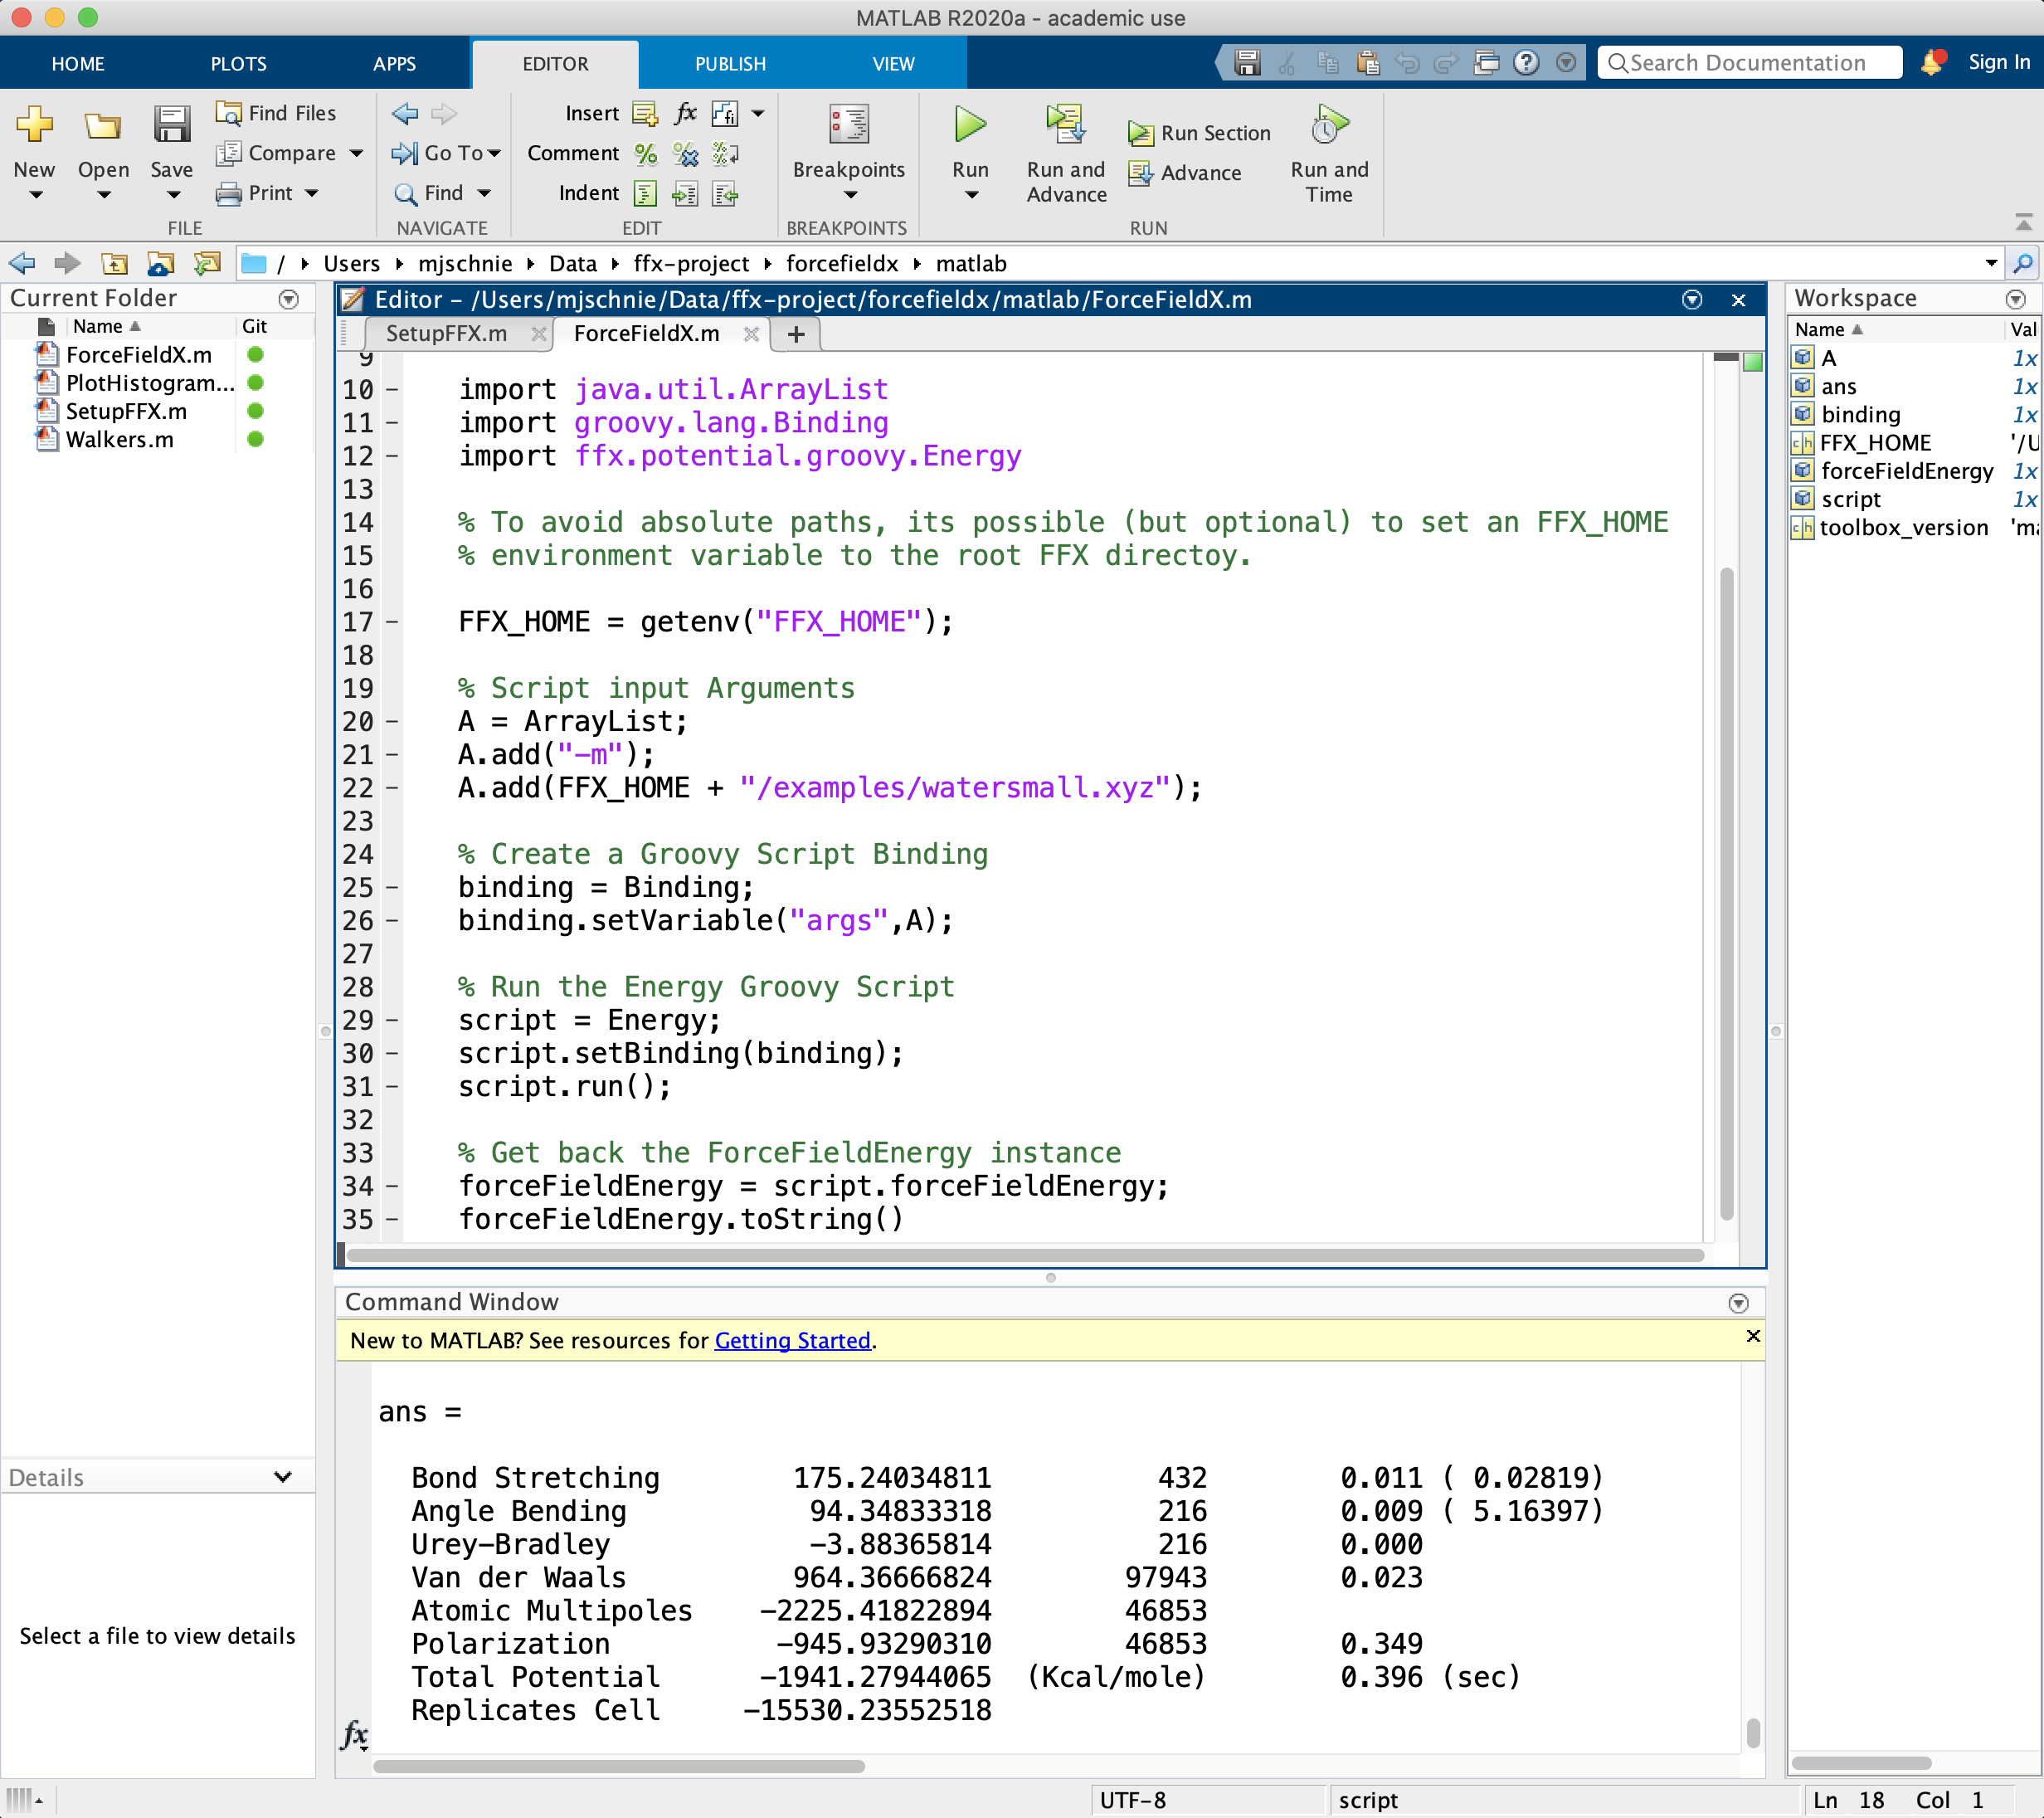 MATLAB R2020a - academic use
HOME PLOTS APPS EDITOR PUBLISH VIEW Search Documentation Sign In
New Open Save Find Files Compare Print
FILE
Go To Find
NAVIGATE
Insert fx fi
Comment
Indent
EDIT
Breakpoints
BREAKPOINTS
Run Run and Advance Run Section Advance Run and Time
RUN
/ Users mjschnie Data ffx-project forcefieldx matlab
Current Folder
Name Git
ForceFieldX.m
PlotHistogram...
SetupFFX.m
Walkers.m
Details
Select a file to view details
Editor - /Users/mjschnie/Data/ffx-project/forcefieldx/matlab/ForceFieldX.m
SetupFFX.m ForceFieldX.m +
9
10 - import java.util.ArrayList
11 - import groovy.lang.Binding
12 - import ffx.potential.groovy.Energy
13
14 % To avoid absolute paths, its possible (but optional) to set an FFX_HOME
15 % environment variable to the root FFX directoy.
16
17 - FFX_HOME = getenv("FFX_HOME");
18
19 % Script input Arguments
20 - A = ArrayList;
21 - A.add("-m");
22 - A.add(FFX_HOME + "/examples/watersmall.xyz");
23
24 % Create a Groovy Script Binding
25 - binding = Binding;
26 - binding.setVariable("args",A);
27
28 % Run the Energy Groovy Script
29 - script = Energy;
30 - script.setBinding(binding);
31 - script.run();
32
33 % Get back the ForceFieldEnergy instance
34 - forceFieldEnergy = script.forceFieldEnergy;
35 - forceFieldEnergy.toString()
Command Window
New to MATLAB? See resources for Getting Started.
ans =
Bond Stretching 175.24034811 432 0.011 ( 0.02819)
Angle Bending 94.34833318 216 0.009 ( 5.16397)
Urey-Bradley -3.88365814 216 0.000
Van der Waals 964.36666824 97943 0.023
Atomic Multipoles -2225.41822894 46853
Polarization -945.93290310 46853 0.349
Total Potential -1941.27944065 (Kcal/mole) 0.396 (sec)
Replicates Cell -15530.23552518
fx
Workspace
Name Val
A 1x
ans 1x
binding 1x
FFX_HOME '/U
forceFieldEnergy 1x
script 1x
toolbox_version 'ma
UTF-8 script Ln 18 Col 1